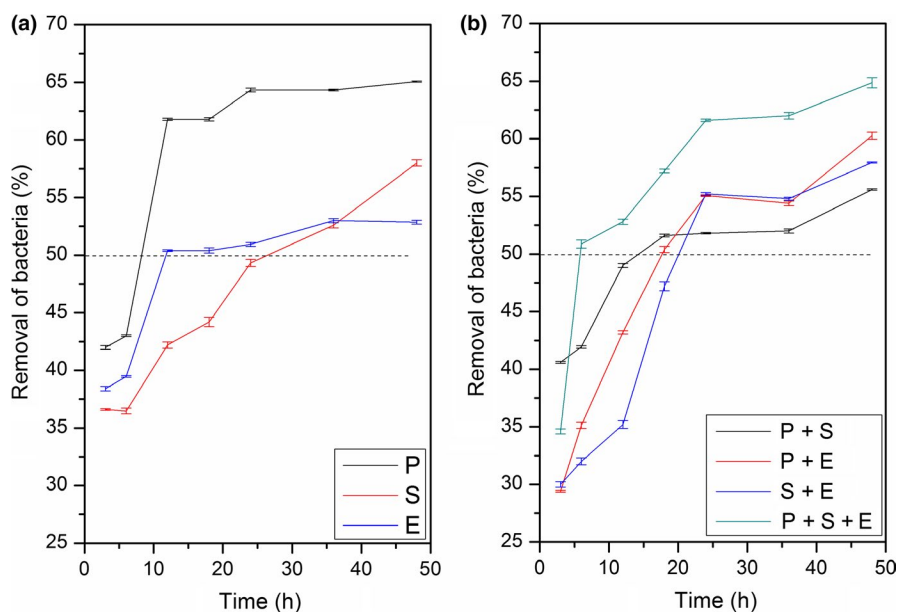 (a)
Removal of bacteria (%)
70
65
60
55
50
45
40
35
30
25
0 10 20 30 40 50
Time (h)
P
S
E
(b)
Removal of bacteria (%)
70
65
60
55
50
45
40
35
30
25
0 10 20 30 40 50
Time (h)
P + S
P + E
S + E
P + S + E